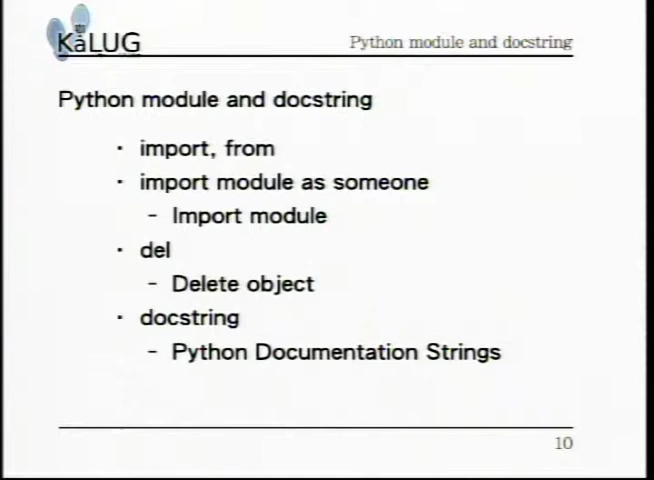 KaLUG
Python module and docstring
Python module and docstring
· import, from
· import module as someone
- Import module
· del
- Delete object
· docstring
- Python Documentation Strings
10